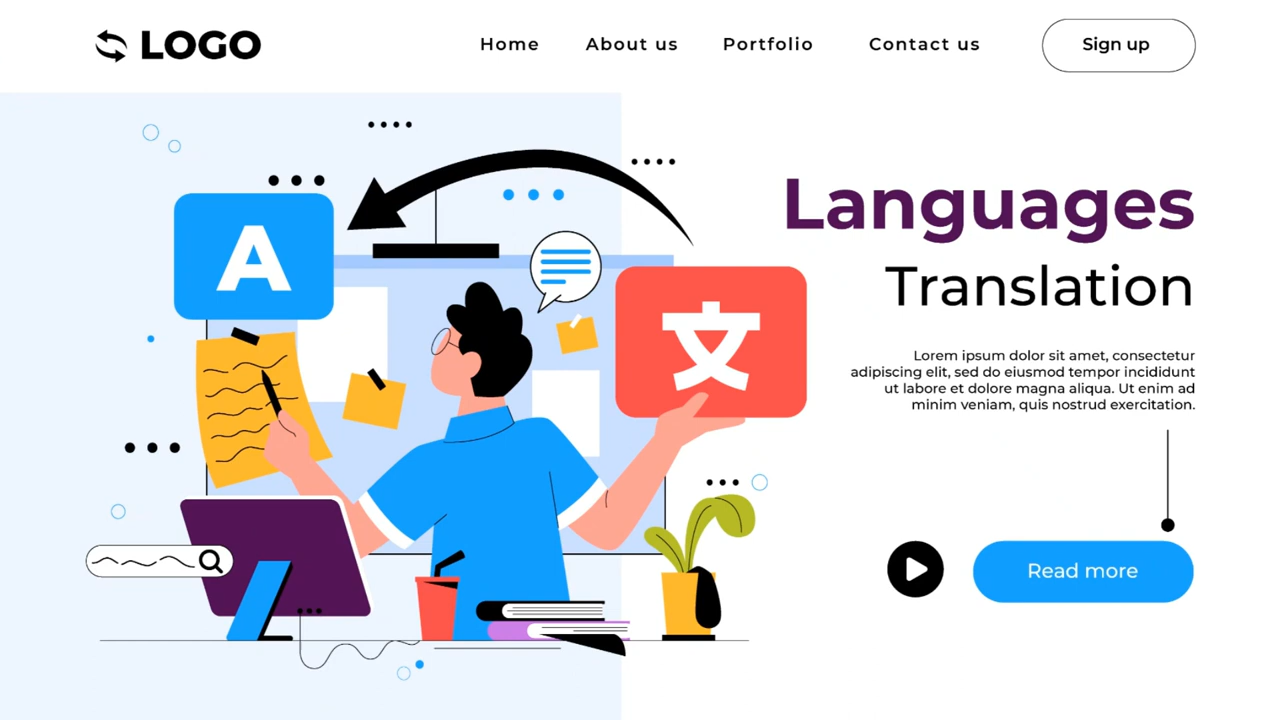 LOGO
Home About us Portfolio Contact us Sign up
A
文
Languages
Translation
Lorem ipsum dolor sit amet, consectetur
adipiscing elit, sed do eiusmod tempor incididunt
ut labore et dolore magna aliqua. Ut enim ad
minim veniam, quis nostrud exercitation.
Read more